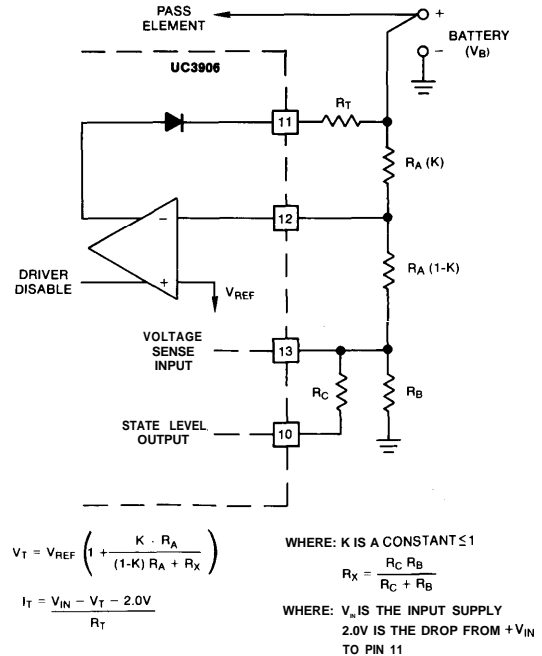 PASS
ELEMENT
+
BATTERY
(VB)
−
UC3906
RT
11
RA (K)
12
−
RA (1-K)
DRIVER
DISABLE
+
VREF
VOLTAGE
SENSE
INPUT
13
RC
RB
STATE LEVEL
OUTPUT
10
VT = VREF (1 + K · RA / (1-K) RA + RX)
IT = VIN − VT − 2.0V / RT
WHERE: K IS A CONSTANT ≤ 1
RX = RC RB / RC + RB
WHERE: VIN IS THE INPUT SUPPLY
2.0V IS THE DROP FROM +VIN
TO PIN 11